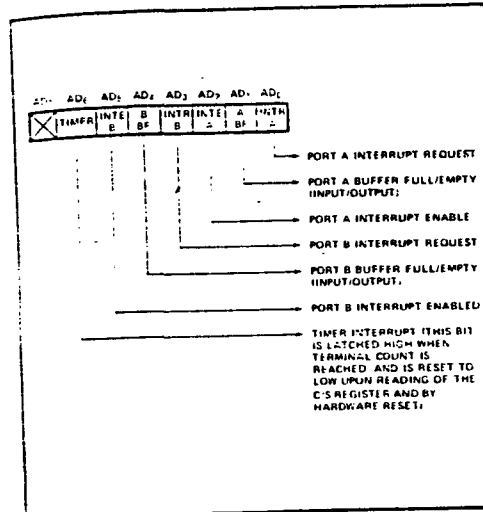 AD7 AD6 AD5 AD4 AD3 AD2 AD1 AD0
TIMER INTE B B BF INTR B INTE A A BF INTR A
PORT A INTERRUPT REQUEST
PORT A BUFFER FULL/EMPTY
(INPUT/OUTPUT)
PORT A INTERRUPT ENABLE
PORT B INTERRUPT REQUEST
PORT B BUFFER FULL/EMPTY
(INPUT/OUTPUT)
PORT B INTERRUPT ENABLED
TIMER INTERRUPT (THIS BIT
IS LATCHED HIGH WHEN
TERMINAL COUNT IS
REACHED, AND IS RESET TO
LOW UPON READING OF THE
C/S REGISTER AND BY
HARDWARE RESET)